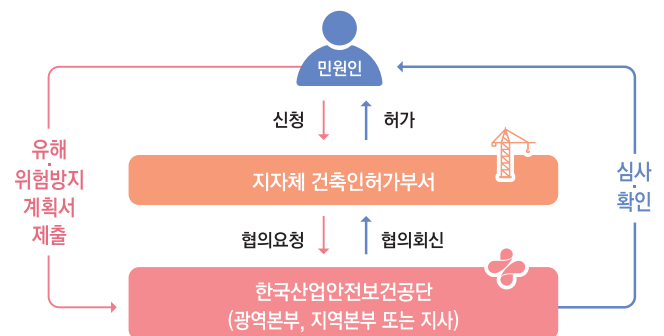 민원인
신청
허가
유해·
위험방지
계획서
제출
지자체 건축인허가부서
심사·
확인
협의요청
협의회신
한국산업안전보건공단
(광역본부, 지역본부 또는 지사)